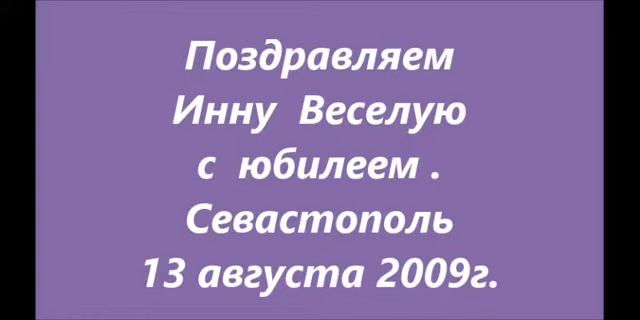 Поздравляем
Инну Веселую
с юбилеем .
Севастополь
13 августа 2009г.